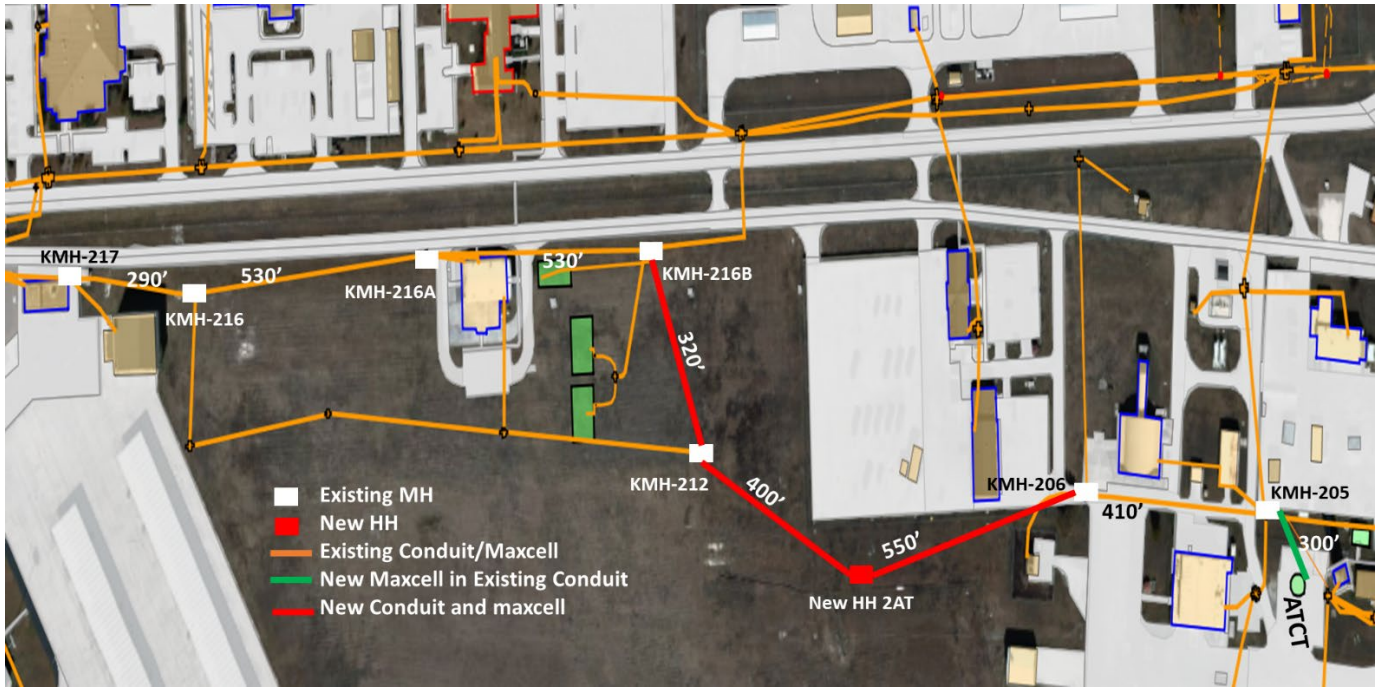 KMH-217
290’
KMH-216
530’
KMH-216A
530’
KMH-216B
320’
KMH-212
400’
New HH 2AT
550’
KMH-206
410’
KMH-205
300’
ATCT
Existing MH
New HH
Existing Conduit/Maxcell
New Maxcell in Existing Conduit
New Conduit and maxcell